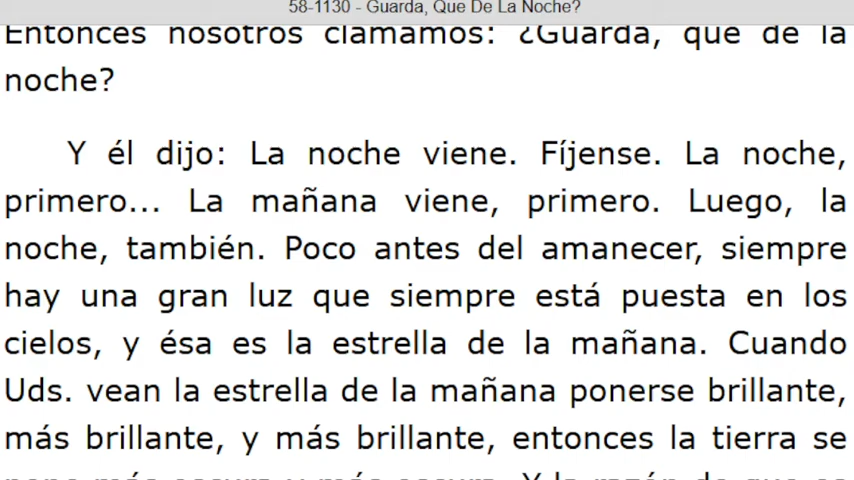 58-1130 - Guarda, Que De La Noche?
Entonces nosotros clamamos: ¿Guarda, qué de la
noche?
Y él dijo: La noche viene. Fíjense. La noche,
primero... La mañana viene, primero. Luego, la
noche, también. Poco antes del amanecer, siempre
hay una gran luz que siempre está puesta en los
cielos, y ésa es la estrella de la mañana. Cuando
Uds. vean la estrella de la mañana ponerse brillante,
más brillante, y más brillante, entonces la tierra se